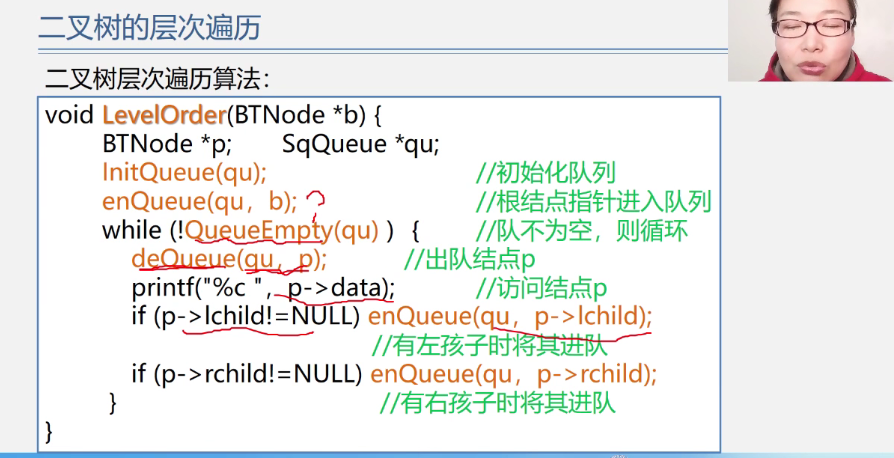 二叉树的层次遍历
二叉树层次遍历算法：
void LevelOrder(BTNode *b) {
BTNode *p; SqQueue *qu;
InitQueue(qu); //初始化队列
enQueue(qu，b); //根结点指针进入队列
while (!QueueEmpty(qu) ) { //队不为空，则循环
deQueue(qu，p); //出队结点p
printf("%c "，p->data); //访问结点p
if (p->lchild!=NULL) enQueue(qu，p->lchild);
//有左孩子时将其进队
if (p->rchild!=NULL) enQueue(qu，p->rchild);
} //有右孩子时将其进队
}